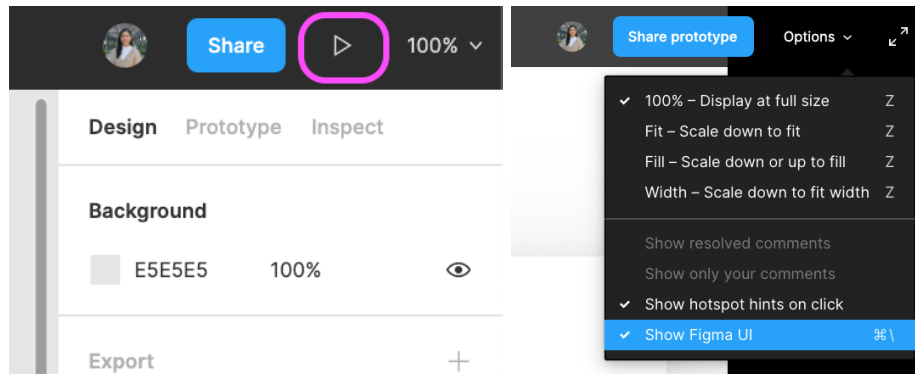 Share
100%
Design Prototype Inspect
Background
E5E5E5 100%
Export
Share prototype Options
100% – Display at full size Z
Fit – Scale down to fit Z
Fill – Scale down or up to fill Z
Width – Scale down to fit width Z
Show resolved comments
Show only your comments
Show hotspot hints on click
Show Figma UI ⌘\